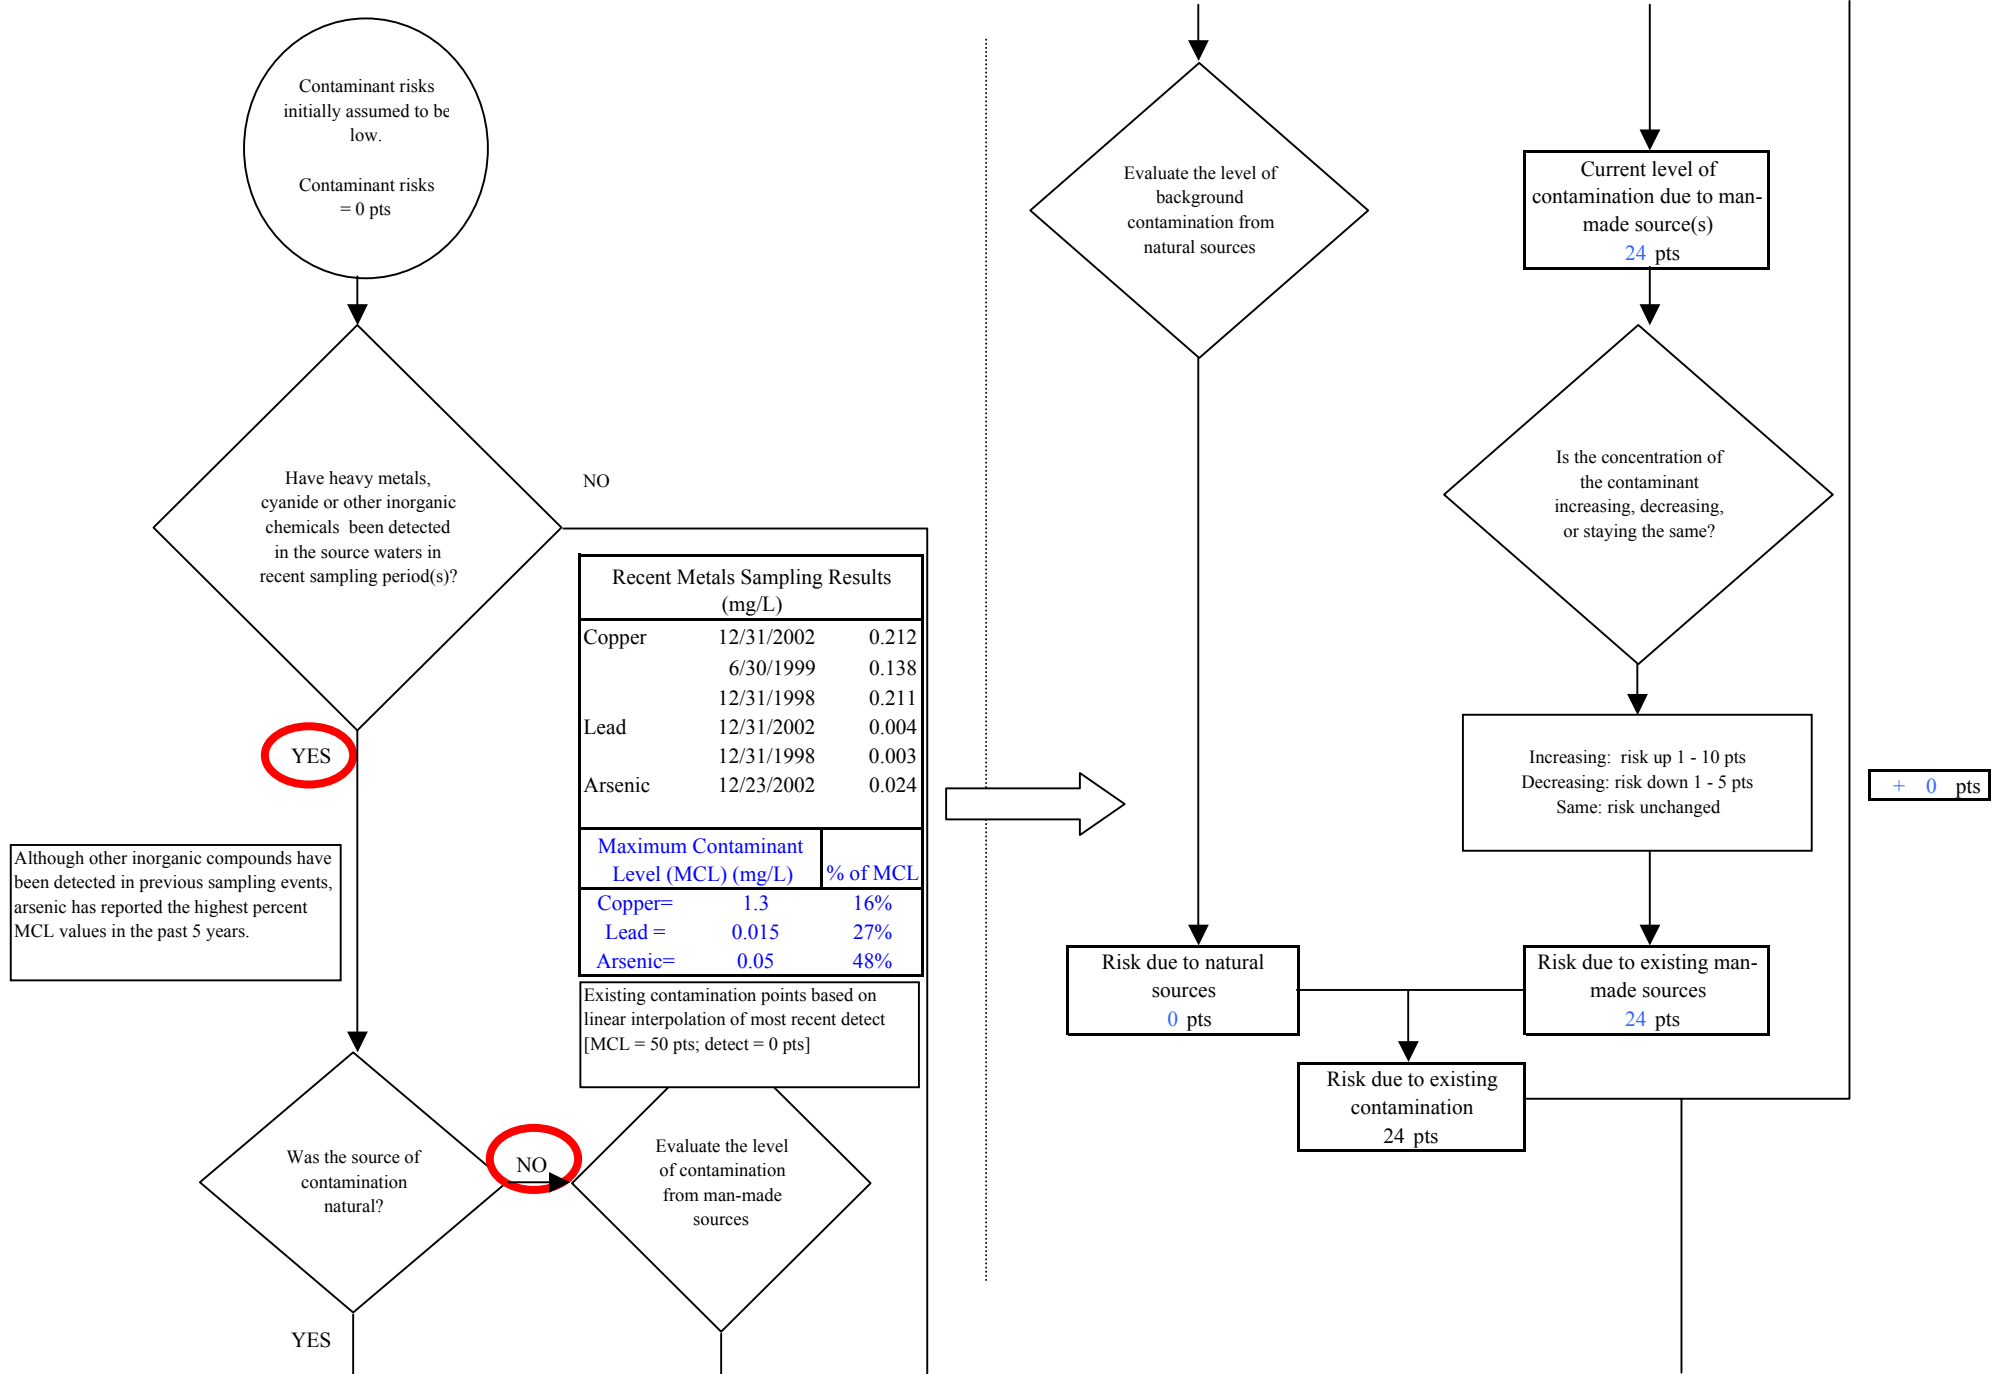 Contaminant risks
initially assumed to be
low.
Contaminant risks
= 0 pts
Have heavy metals,
cyanide or other inorganic
chemicals been detected
in the source waters in
recent sampling period(s)?
NO
YES
Recent Metals Sampling Results
(mg/L)
Copper 12/31/2002 0.212
6/30/1999 0.138
12/31/1998 0.211
Lead 12/31/2002 0.004
12/31/1998 0.003
Arsenic 12/23/2002 0.024
Maximum Contaminant
Level (MCL) (mg/L) % of MCL
Copper= 1.3 16%
Lead = 0.015 27%
Arsenic= 0.05 48%
Although other inorganic compounds have
been detected in previous sampling events,
arsenic has reported the highest percent
MCL values in the past 5 years.
Existing contamination points based on
linear interpolation of most recent detect
[MCL = 50 pts; detect = 0 pts]
Was the source of
contamination
natural?
NO
Evaluate the level
of contamination
from man-made
sources
YES
Evaluate the level of
background
contamination from
natural sources
Current level of
contamination due to man-
made source(s)
24 pts
Is the concentration of
the contaminant
increasing, decreasing,
or staying the same?
Increasing: risk up 1 - 10 pts
Decreasing: risk down 1 - 5 pts
Same: risk unchanged
+ 0 pts
Risk due to natural
sources
0 pts
Risk due to existing man-
made sources
24 pts
Risk due to existing
contamination
24 pts